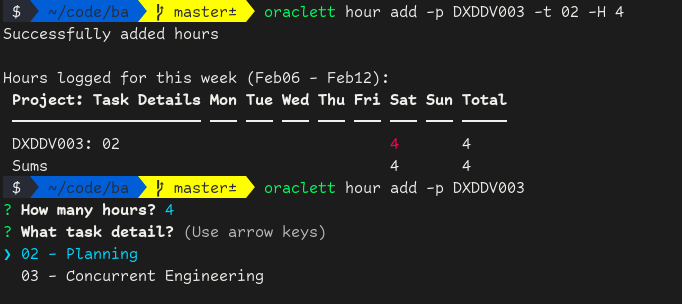 $ ~/code/ba master± oraclett hour add -p DXDDV003 -t 02 -H 4
Successfully added hours
Hours logged for this week (Feb06 - Feb12):
Project: Task Details Mon Tue Wed Thu Fri Sat Sun Total
DXDDV003: 02 4 4
Sums 4 4
$ ~/code/ba master± oraclett hour add -p DXDDV003
? How many hours? 4
? What task detail? (Use arrow keys)
❯ 02 - Planning
03 - Concurrent Engineering